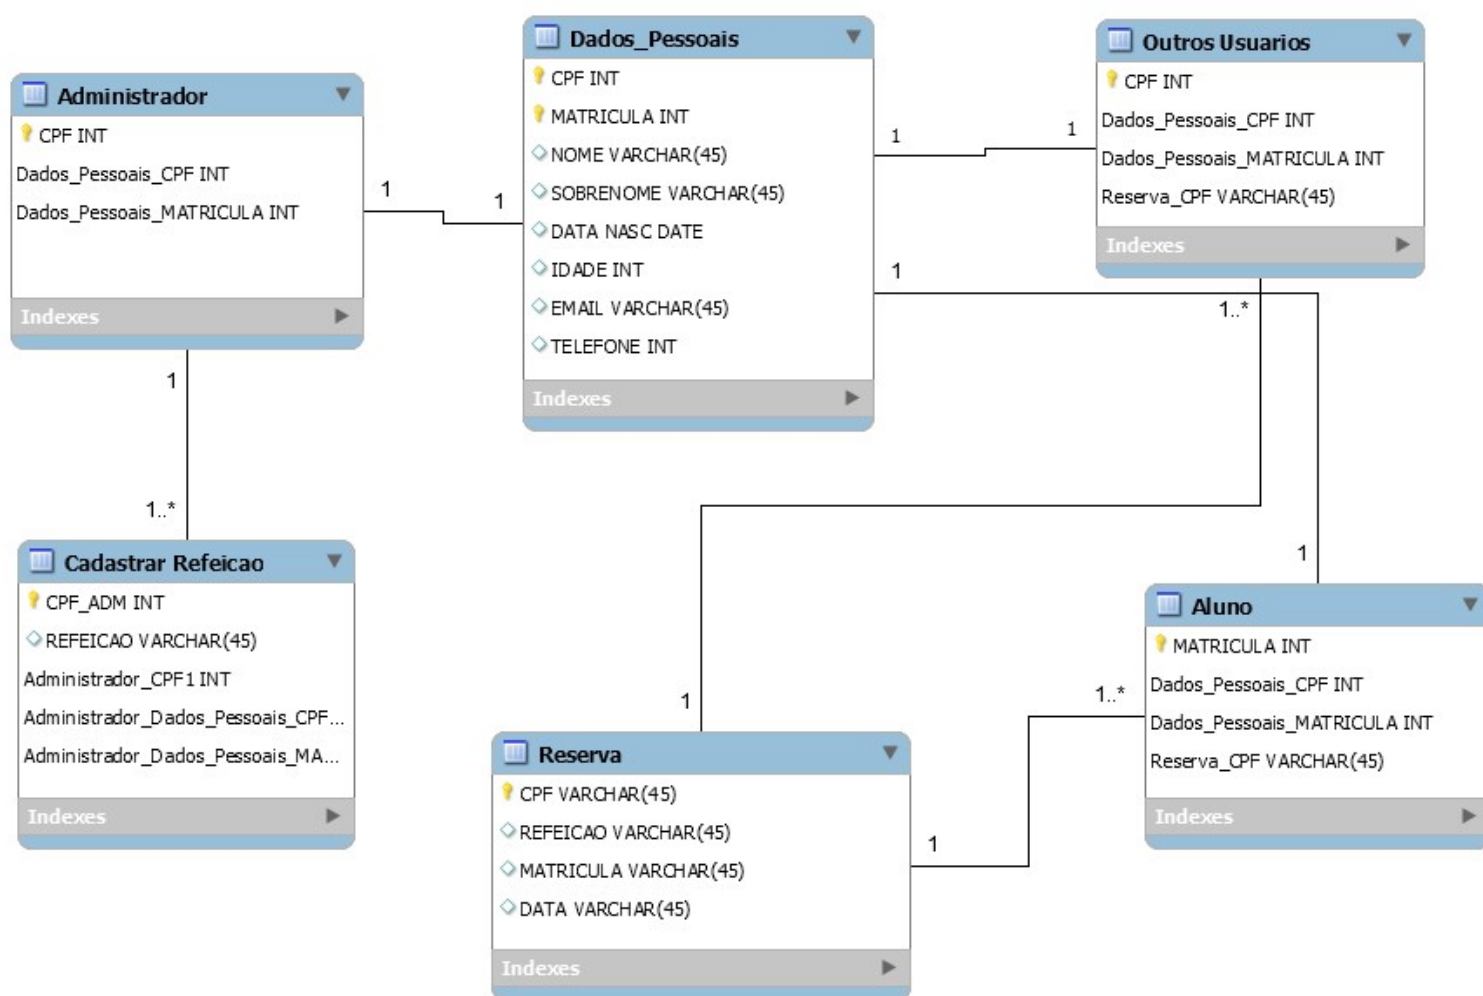 Administrador
CPF INT
Dados_Pessoais_CPF INT
Dados_Pessoais_MATRICULA INT
Indexes
1
1
Dados_Pessoais
CPF INT
MATRICULA INT
NOME VARCHAR(45)
SOBRENOME VARCHAR(45)
DATA NASC DATE
IDADE INT
EMAIL VARCHAR(45)
TELEFONE INT
Indexes
1
1
1
Outros Usuarios
CPF INT
Dados_Pessoais_CPF INT
Dados_Pessoais_MATRICULA INT
Reserva_CPF VARCHAR(45)
Indexes
1..*
1
1..*
Cadastrar Refeicao
CPF_ADM INT
REFEICAO VARCHAR(45)
Administrador_CPF1 INT
Administrador_Dados_Pessoais_CPF...
Administrador_Dados_Pessoais_MA...
Indexes
1
Reserva
CPF VARCHAR(45)
REFEICAO VARCHAR(45)
MATRICULA VARCHAR(45)
DATA VARCHAR(45)
Indexes
1
1..*
1
Aluno
MATRICULA INT
Dados_Pessoais_CPF INT
Dados_Pessoais_MATRICULA INT
Reserva_CPF VARCHAR(45)
Indexes